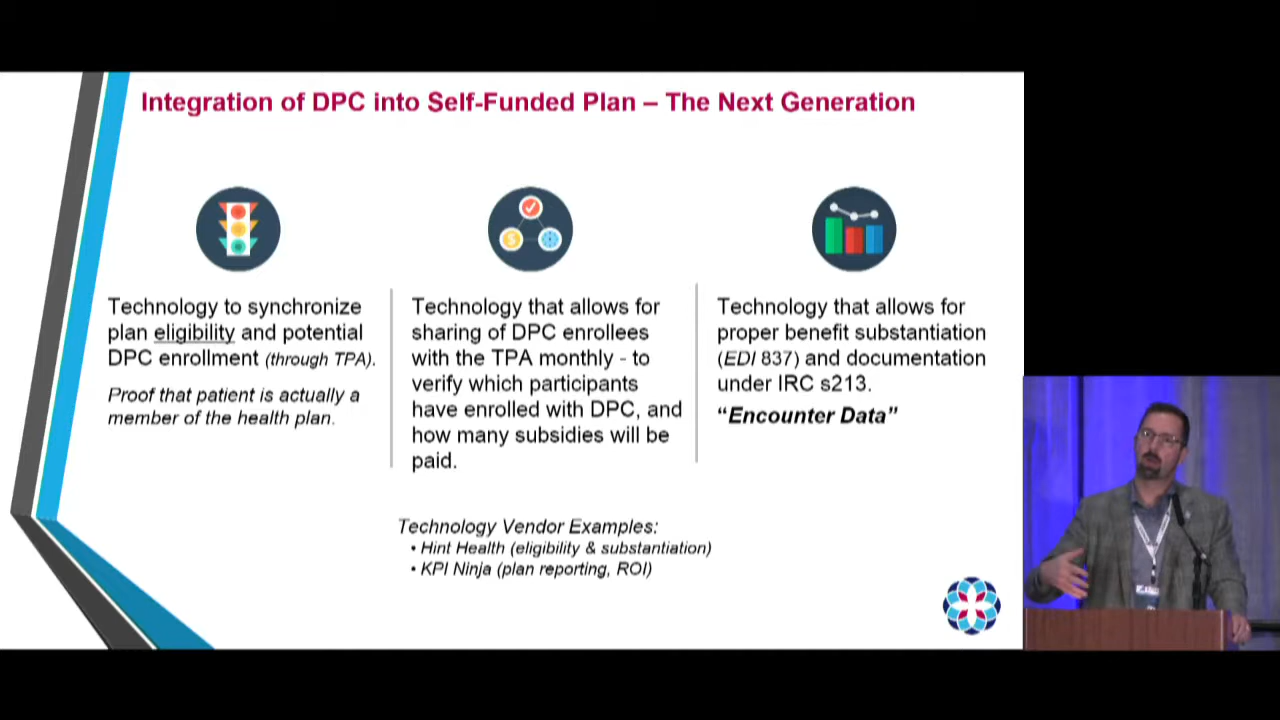 Integration of DPC into Self-Funded Plan – The Next Generation
Technology to synchronize
plan eligibility and potential
DPC enrollment (through TPA).
Proof that patient is actually a
member of the health plan.
Technology that allows for
sharing of DPC enrollees
with the TPA monthly - to
verify which participants
have enrolled with DPC, and
how many subsidies will be
paid.
Technology that allows for
proper benefit substantiation
(EDI 837) and documentation
under IRC s213.
“Encounter Data”
Technology Vendor Examples:
• Hint Health (eligibility & substantiation)
• KPI Ninja (plan reporting, ROI)